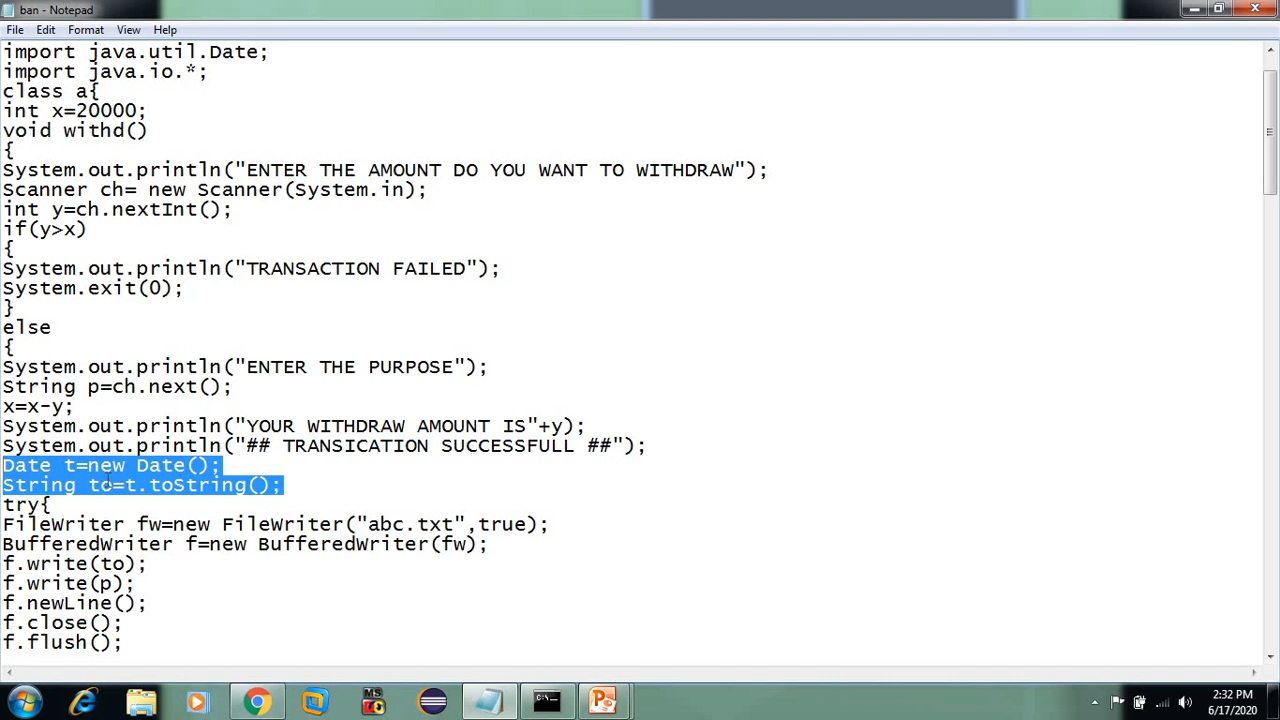 ban - Notepad
File Edit Format View Help
import java.util.Date;
import java.io.*;
class a{
int x=20000;
void withd()
{
System.out.println("ENTER THE AMOUNT DO YOU WANT TO WITHDRAW");
Scanner ch= new Scanner(System.in);
int y=ch.nextInt();
if(y>x)
{
System.out.println("TRANSACTION FAILED");
System.exit(0);
}
else
{
System.out.println("ENTER THE PURPOSE");
String p=ch.next();
x=x-y;
System.out.println("YOUR WITHDRAW AMOUNT IS"+y);
System.out.println("## TRANSICATION SUCCESSFULL ##");
Date t=new Date();
String to=t.toString();
try{
FileWriter fw=new FileWriter("abc.txt",true);
BufferedWriter f=new BufferedWriter(fw);
f.write(to);
f.write(p);
f.newLine();
f.close();
f.flush();
MS
2:32 PM
6/17/2020